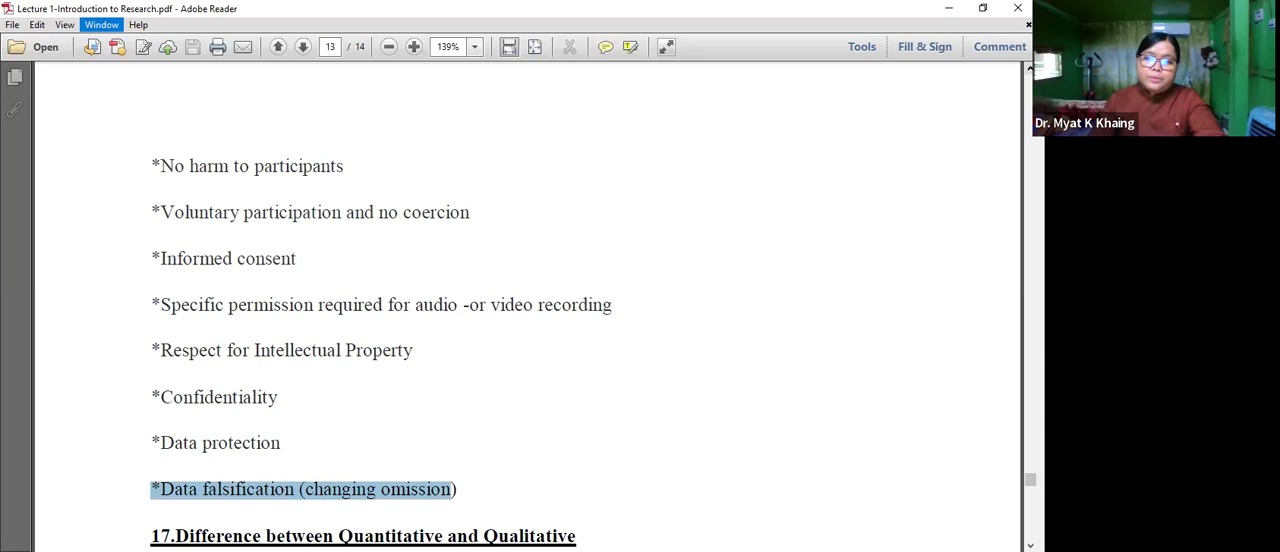 Lecture 1-Introduction to Research.pdf - Adobe Reader
File Edit View Window Help
Open 13 / 14 139% Tools Fill & Sign Comment
Dr. Myat K Khaing
*No harm to participants
*Voluntary participation and no coercion
*Informed consent
*Specific permission required for audio -or video recording
*Respect for Intellectual Property
*Confidentiality
*Data protection
*Data falsification (changing omission)
17.Difference between Quantitative and Qualitative